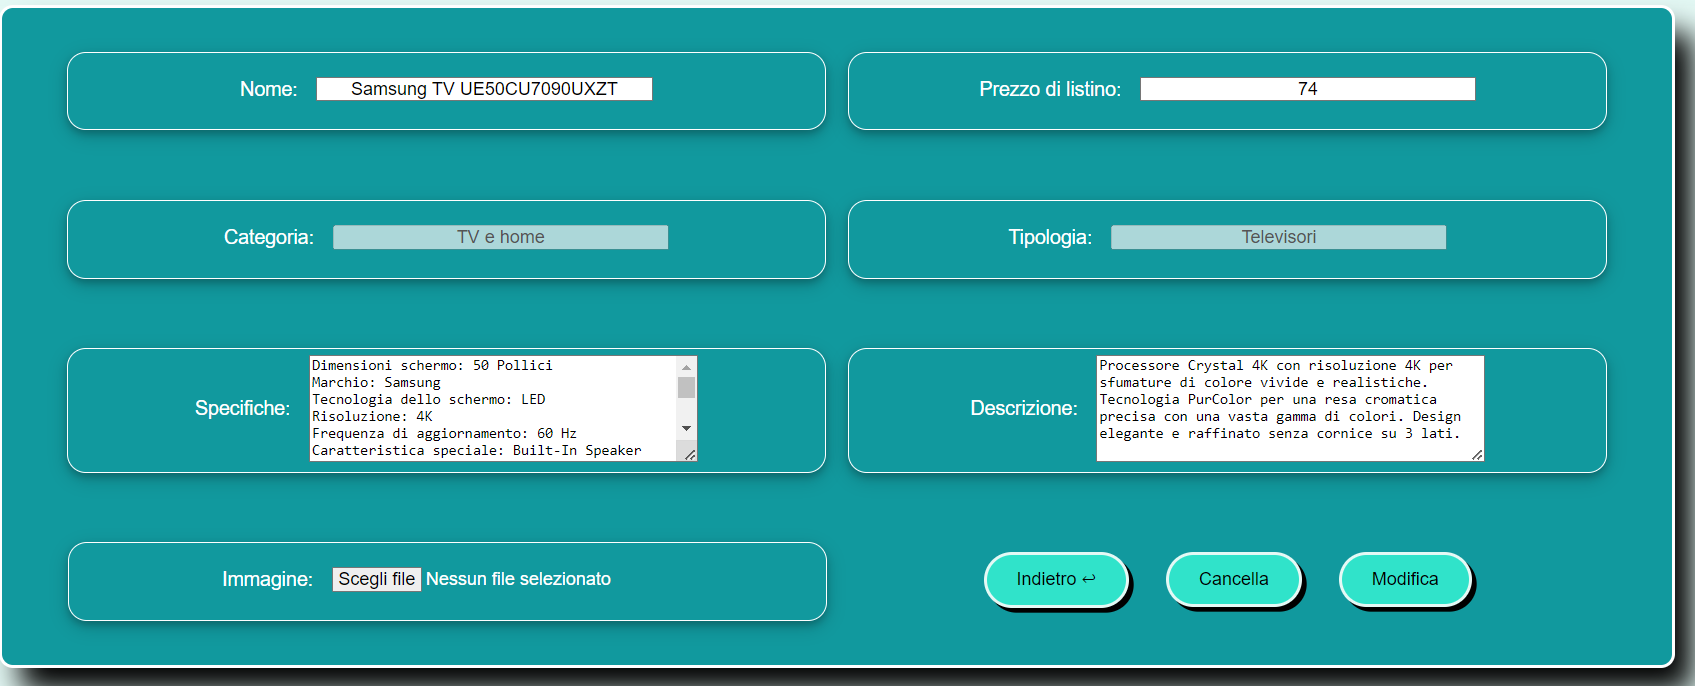 Nome: Samsung TV UE50CU7090UXZT
Prezzo di listino: 74
Categoria: TV e home
Tipologia: Televisori
Specifiche:
Dimensioni schermo: 50 Pollici
Marchio: Samsung
Tecnologia dello schermo: LED
Risoluzione: 4K
Frequenza di aggiornamento: 60 Hz
Caratteristica speciale: Built-In Speaker
Descrizione:
Processore Crystal 4K con risoluzione 4K per
sfumature di colore vivide e realistiche.
Tecnologia PurColor per una resa cromatica
precisa con una vasta gamma di colori. Design
elegante e raffinato senza cornice su 3 lati.
Immagine: Scegli file Nessun file selezionato
Indietro ↩
Cancella
Modifica